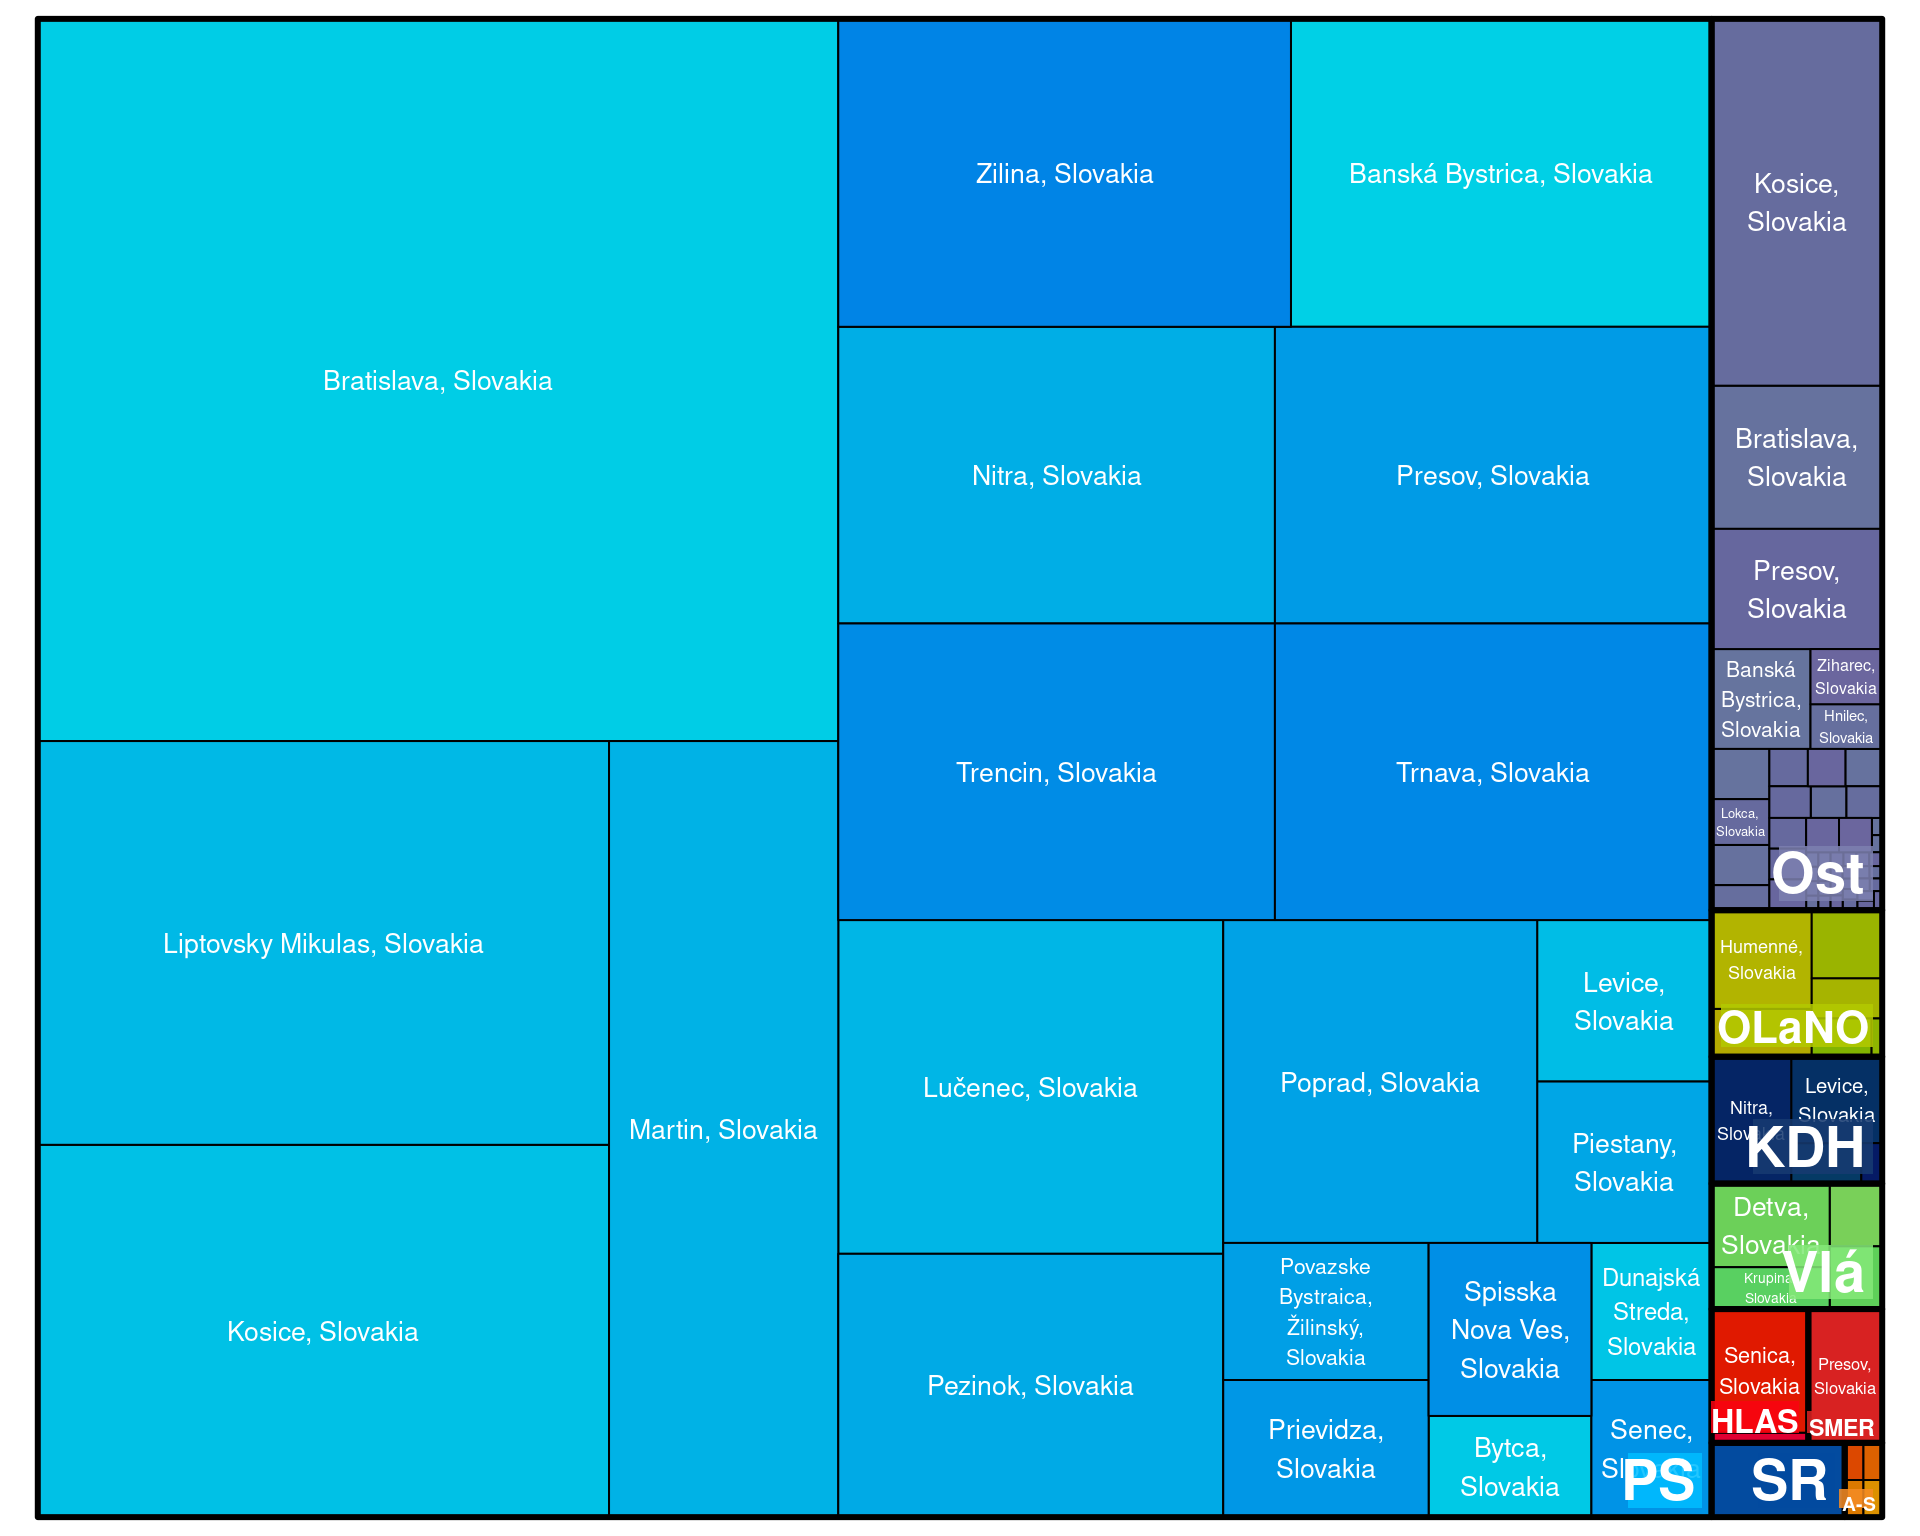 Bratislava, Slovakia
Liptovsky Mikulas, Slovakia
Kosice, Slovakia
Martin, Slovakia
Zilina, Slovakia
Banská Bystrica, Slovakia
Nitra, Slovakia
Presov, Slovakia
Trencin, Slovakia
Trnava, Slovakia
Lučenec, Slovakia
Pezinok, Slovakia
Poprad, Slovakia
Levice,
Slovakia
Piestany,
Slovakia
Povazske
Bystraica,
Žilinský,
Slovakia
Prievidza,
Slovakia
Spisska
Nova Ves,
Slovakia
Bytca,
Slovakia
Dunajská
Streda,
Slovakia
Senec,
Slovakia
PS
Kosice,
Slovakia
Bratislava,
Slovakia
Presov,
Slovakia
Banská
Bystrica,
Slovakia
Ziharec,
Slovakia
Hnilec,
Slovakia
Lokca,
Slovakia
Ost
Humenné,
Slovakia
OLaNO
Nitra,
Slovakia
Levice,
Slovakia
KDH
Detva,
Slovakia
Krupina,
Slovakia
Vlá
Senica,
Slovakia
HLAS
Presov,
Slovakia
SMER
SR
A-S